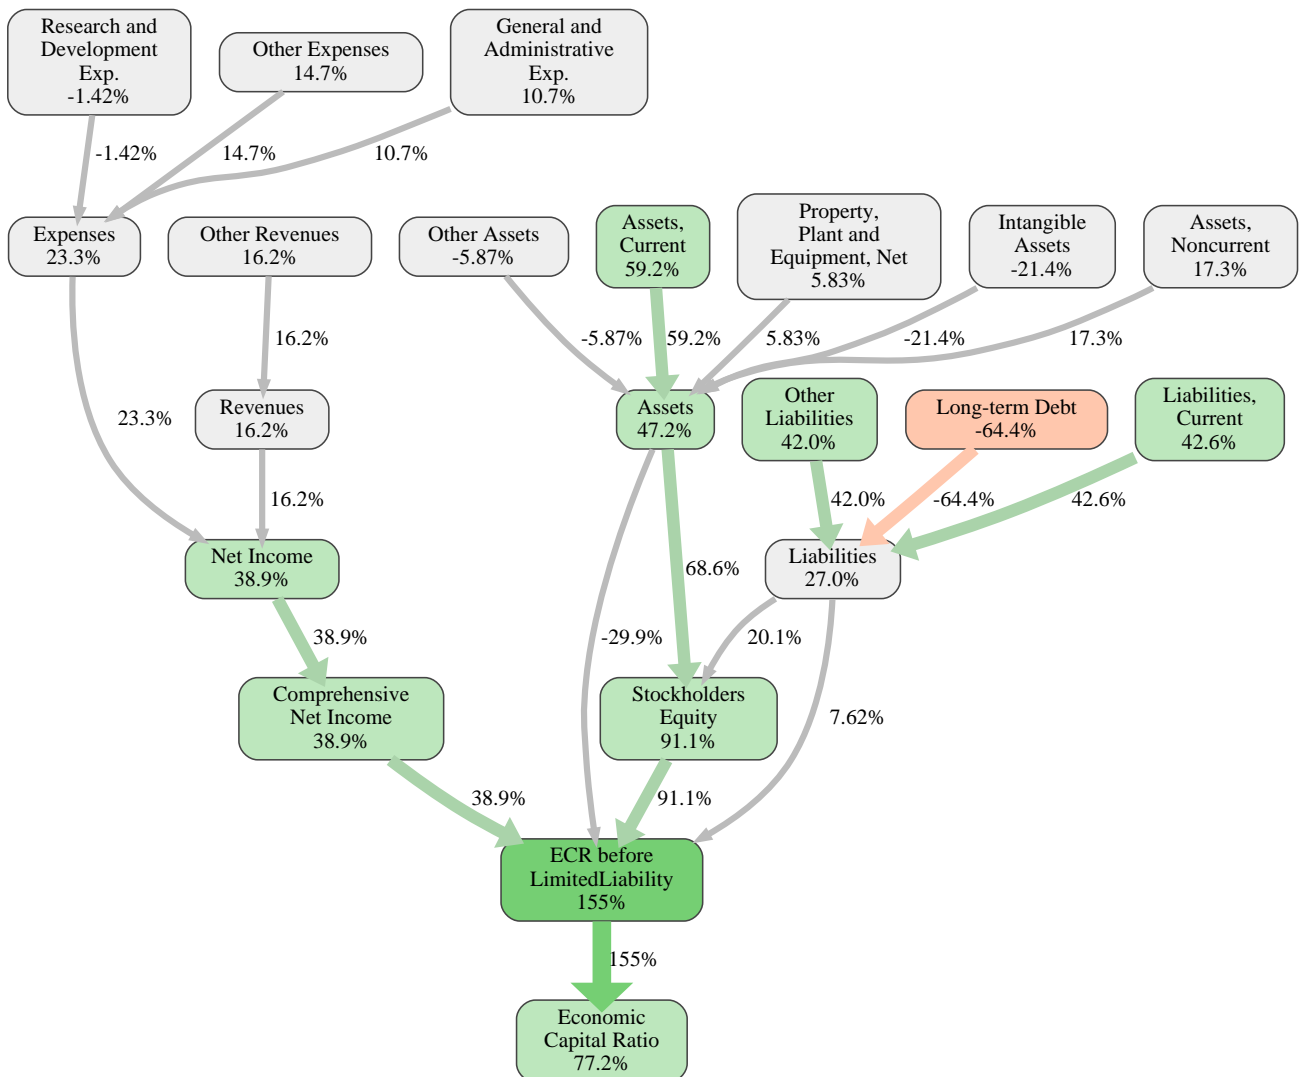 Research and
Development
Exp.
-1.42%
Other Expenses
14.7%
General and
Administrative
Exp.
10.7%
-1.42%
14.7%
10.7%
Expenses
23.3%
Other Revenues
16.2%
Other Assets
-5.87%
Assets,
Current
59.2%
Property,
Plant and
Equipment, Net
5.83%
Intangible
Assets
-21.4%
Assets,
Noncurrent
17.3%
16.2%
-5.87%
59.2%
5.83%
-21.4%
17.3%
23.3%
Revenues
16.2%
Assets
47.2%
Other
Liabilities
42.0%
Long-term Debt
-64.4%
Liabilities,
Current
42.6%
16.2%
42.0%
-64.4%
42.6%
Net Income
38.9%
68.6%
Liabilities
27.0%
38.9%
-29.9%
20.1%
Comprehensive
Net Income
38.9%
Stockholders
Equity
91.1%
7.62%
38.9%
91.1%
ECR before
LimitedLiability
155%
155%
Economic
Capital Ratio
77.2%